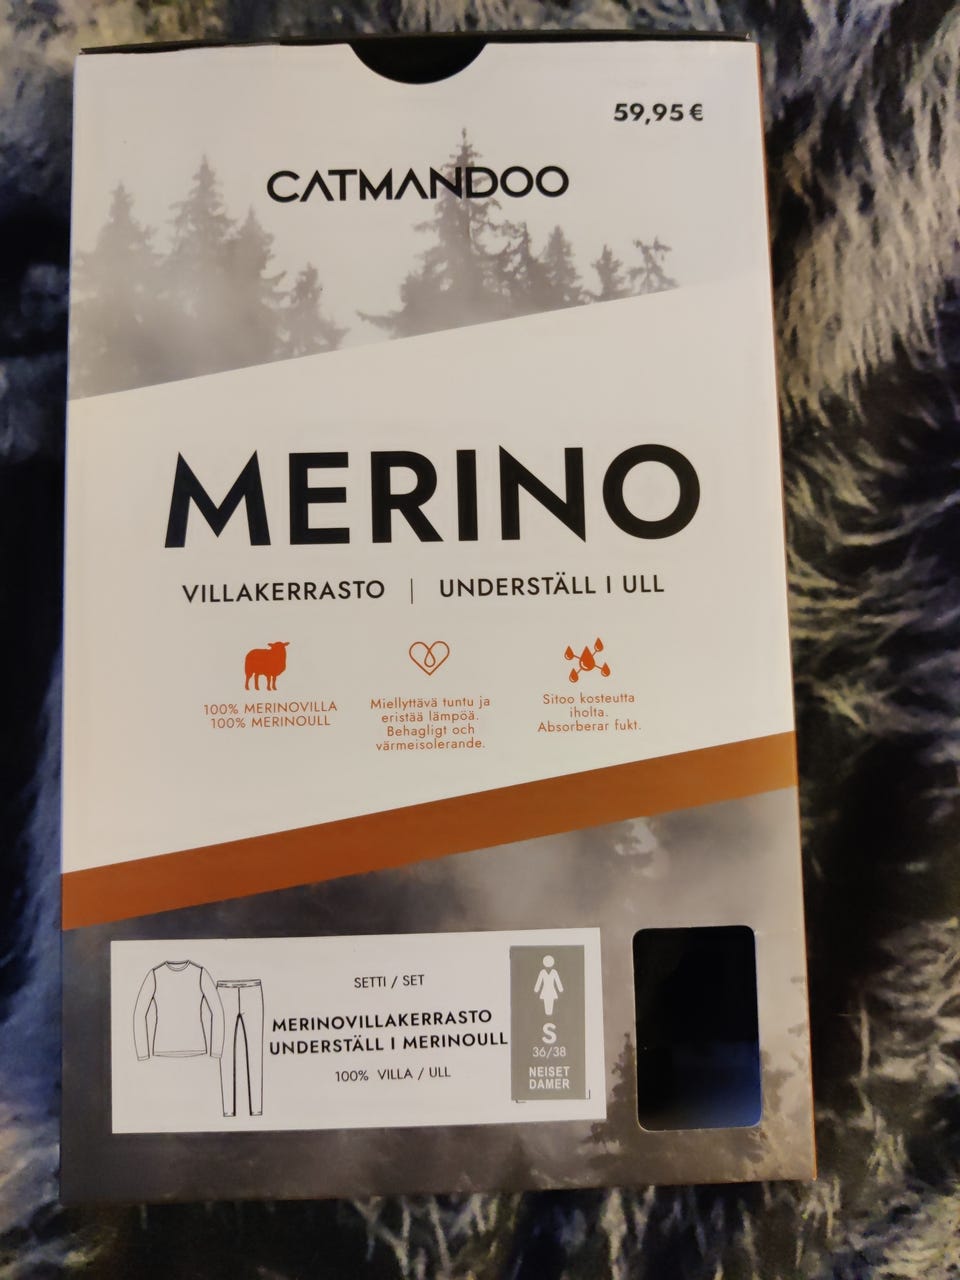 59,95 €
CATMANDOO
MERINO
VILLAKERRASTO | UNDERSTÄLL I ULL
100% MERINOVILLA
100% MERINOULL
Miellyttävä tuntu ja
eristää lämpöä.
Behagligt och
värmeisolerande.
Sitoo kosteutta
iholta.
Absorberar fukt.
SETTI / SET
MERINOVILLAKERRASTO
UNDERSTÄLL I MERINOULL
100% VILLA / ULL
S
36/38
NEISET
DAMER